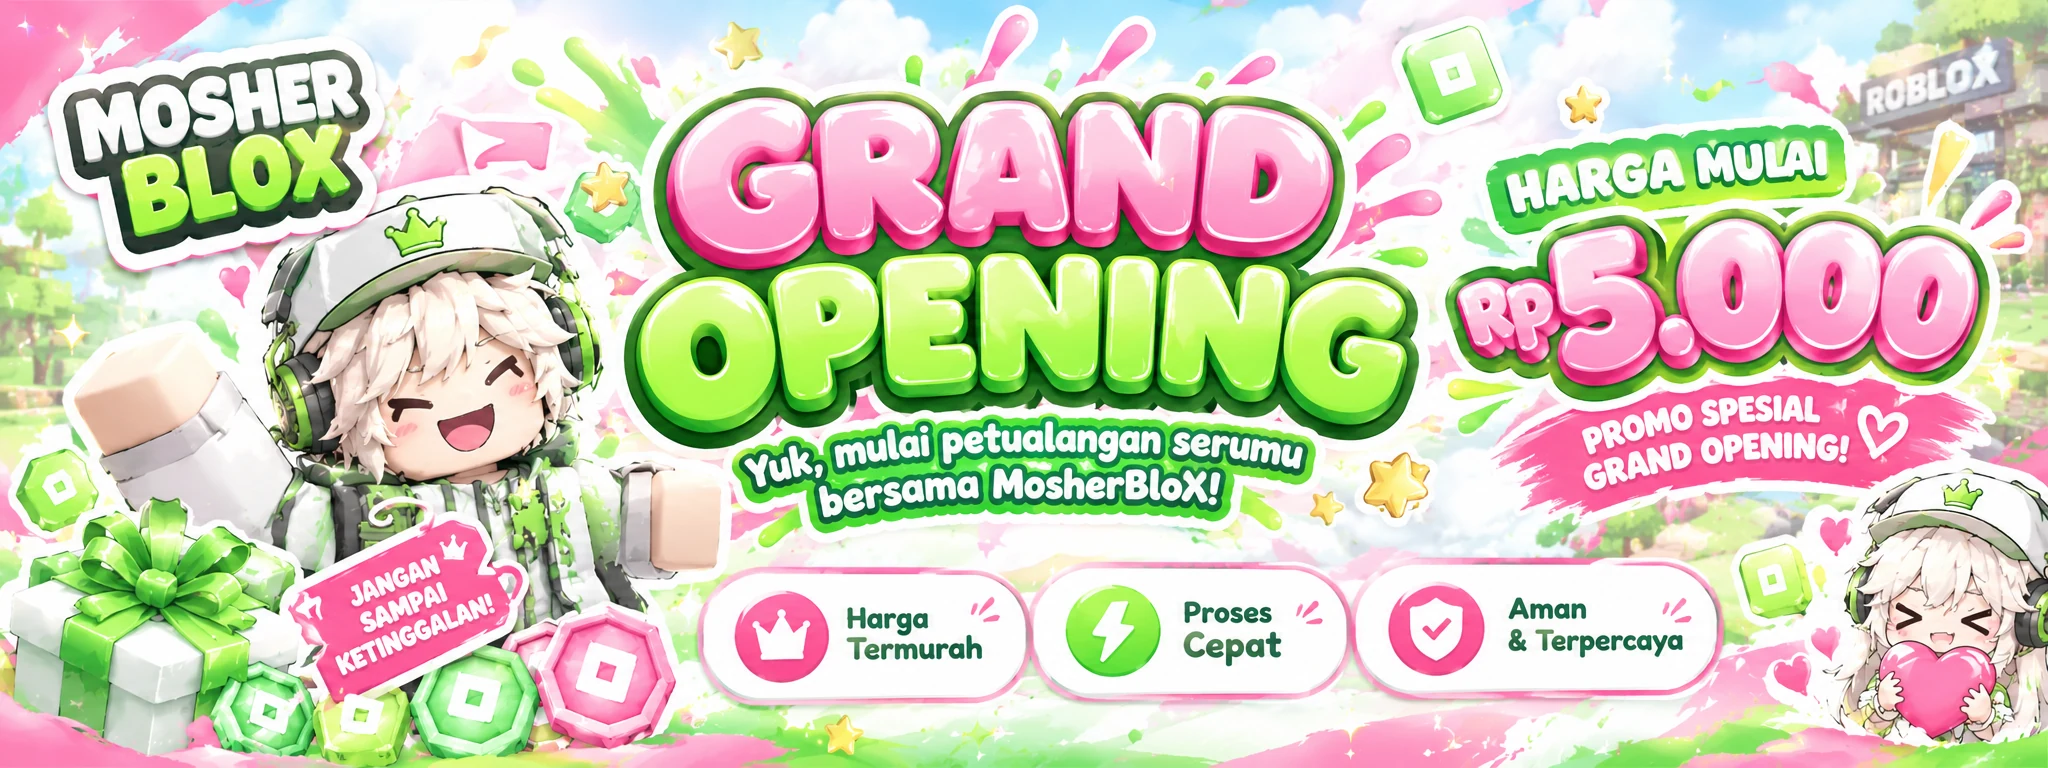 MOSHER
BLOX
GRAND
OPENING
Yuk, mulai petualangan serumu
bersama MosherBloX!
HARGA MULAI
RP5.000
PROMO SPESIAL
GRAND OPENING!
ROBLOX
JANGAN
SAMPAI
KETINGGALAN!
Harga
Termurah
Proses
Cepat
Aman
& Terpercaya